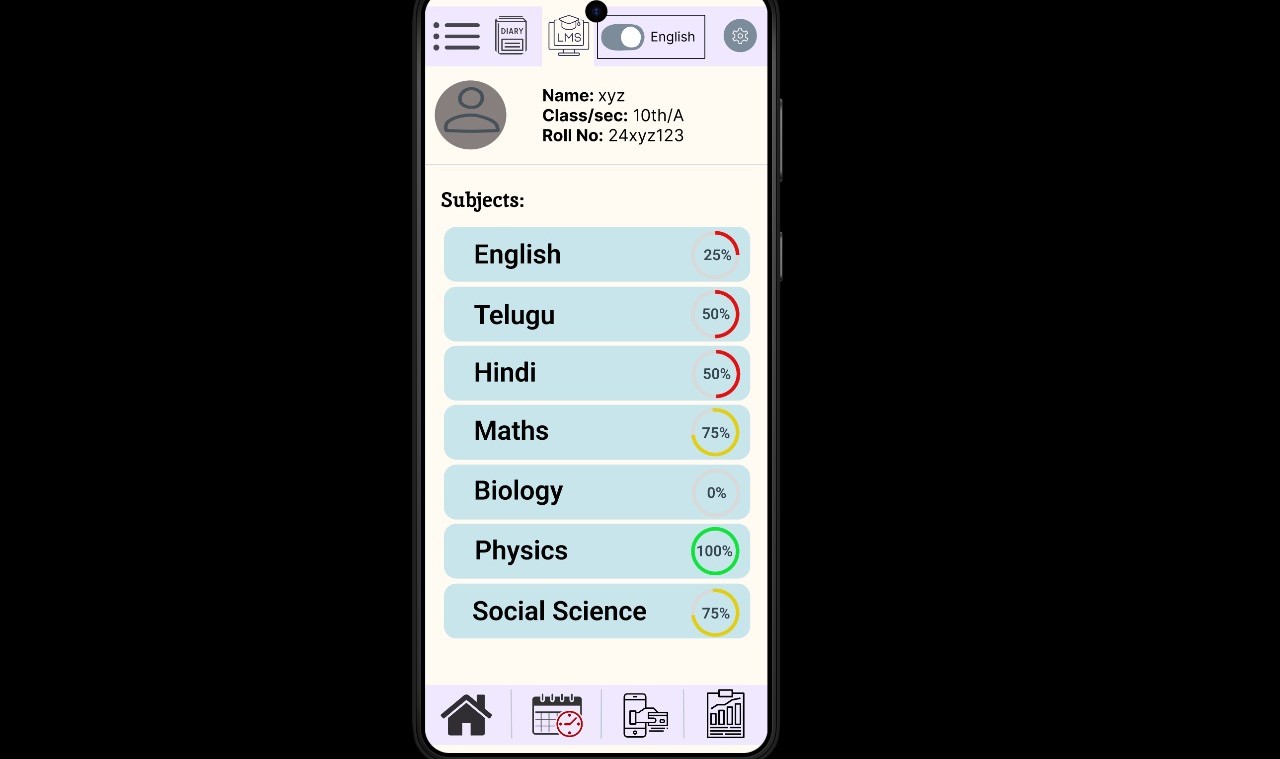 DIARY
LMS
English
Name: xyz
Class/sec: 10th/A
Roll No: 24xyz123
Subjects:
English 25%
Telugu 50%
Hindi 50%
Maths 75%
Biology 0%
Physics 100%
Social Science 75%